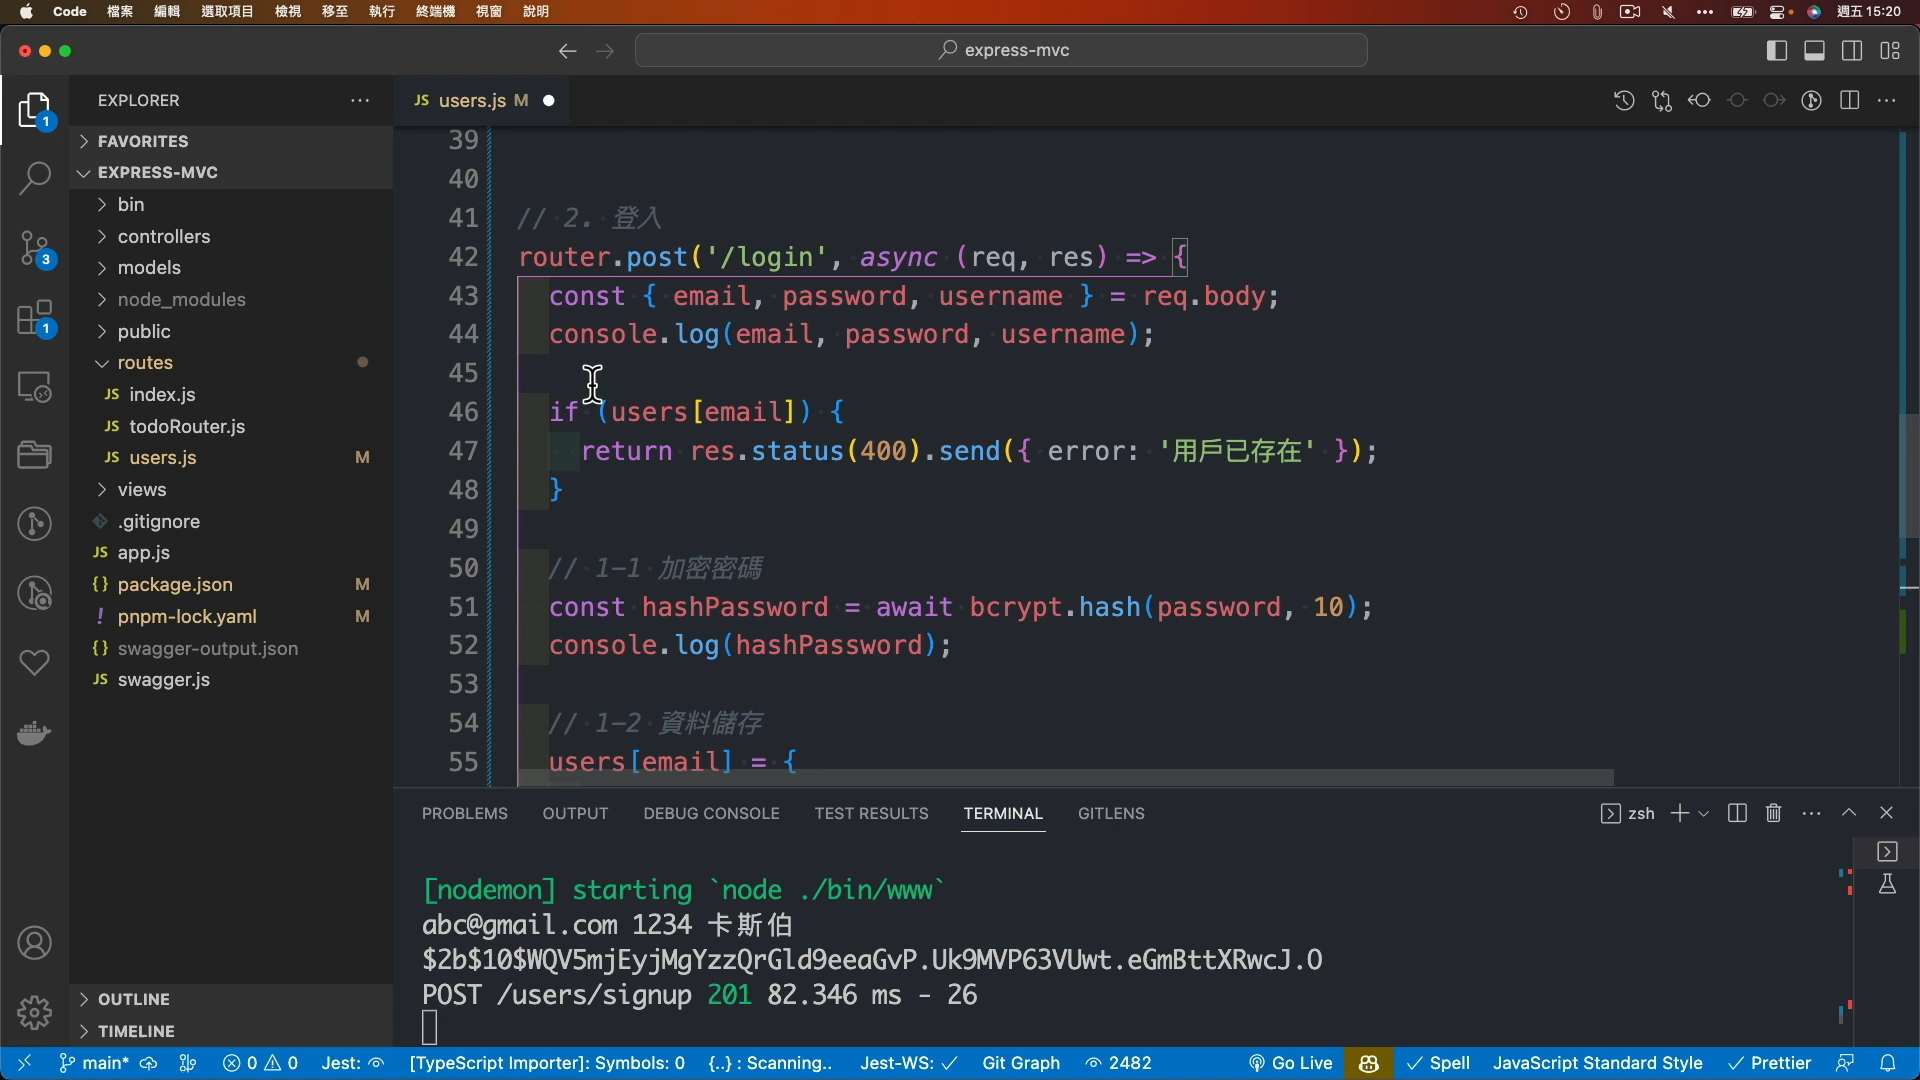 Code 檔案 編輯 選取項目 檢視 移至 執行 終端機 視窗 說明 週五 15:20
express-mvc
EXPLORER
JS users.js M
FAVORITES
EXPRESS-MVC
bin
controllers
models
node_modules
public
routes
JS index.js
JS todoRouter.js
JS users.js M
views
.gitignore
JS app.js
{} package.json M
! pnpm-lock.yaml M
{} swagger-output.json
JS swagger.js
OUTLINE
TIMELINE
1
3
1
39
40
41 // 2. 登入
42 router.post('/login', async (req, res) => {
43 const { email, password, username } = req.body;
44 console.log(email, password, username);
45
46 if (users[email]) {
47 return res.status(400).send({ error: '用戶已存在' });
48 }
49
50 // 1-1 加密密碼
51 const hashPassword = await bcrypt.hash(password, 10);
52 console.log(hashPassword);
53
54 // 1-2 資料儲存
55 users[email] = {
PROBLEMS OUTPUT DEBUG CONSOLE TEST RESULTS TERMINAL GITLENS zsh
[nodemon] starting `node ./bin/www`
abc@gmail.com 1234 卡斯伯
$2b$10$WQV5mjEyjMgYzzQrGld9eeaGvP.Uk9MVP63VUwt.eGmBttXRwcJ.O
POST /users/signup 201 82.346 ms - 26
main* 0 0 Jest: [TypeScript Importer]: Symbols: 0 {..} : Scanning.. Jest-WS: Git Graph 2482 Go Live Spell JavaScript Standard Style Prettier